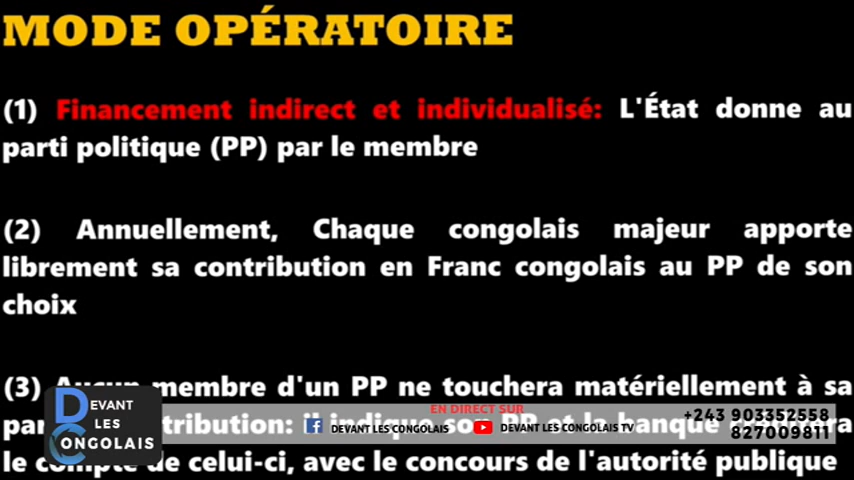 MODE OPÉRATOIRE
(1) Financement indirect et individualisé: L'État donne au
parti politique (PP) par le membre
(2) Annuellement, Chaque congolais majeur apporte
librement sa contribution en Franc congolais au PP de son
choix
(3) Aucun membre d'un PP ne touchera matériellement à sa
il indique son PP et la banque
le compte de celui-ci, avec le concours de l'autorité publique
DEVANT
LES
CONGOLAIS
EN DIRECT SUR
DEVANT LES CONGOLAIS
DEVANT LES CONGOLAIS TV
+243 903352558
827009811